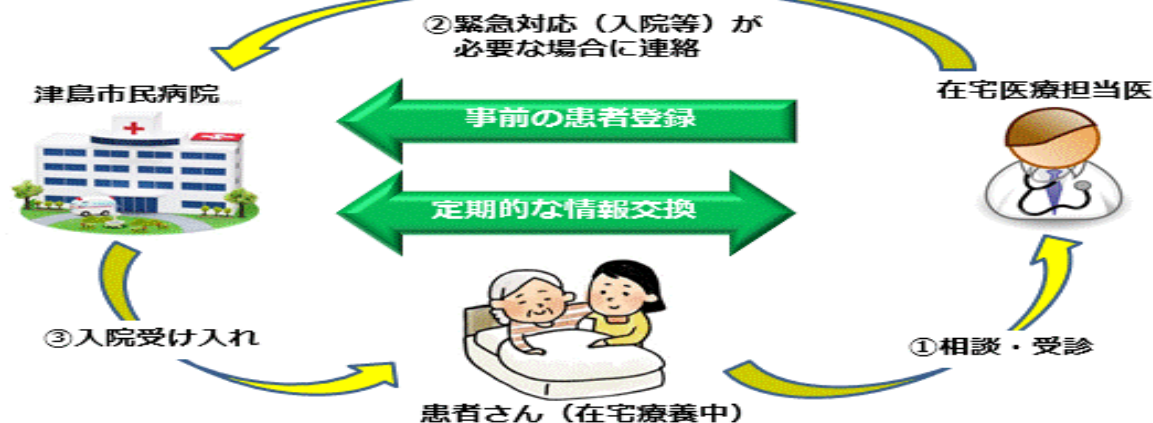 ②緊急対応（入院等）が
必要な場合に連絡
津島市民病院
在宅医療担当医
事前の患者登録
定期的な情報交換
③入院受け入れ
①相談・受診
患者さん（在宅療養中）